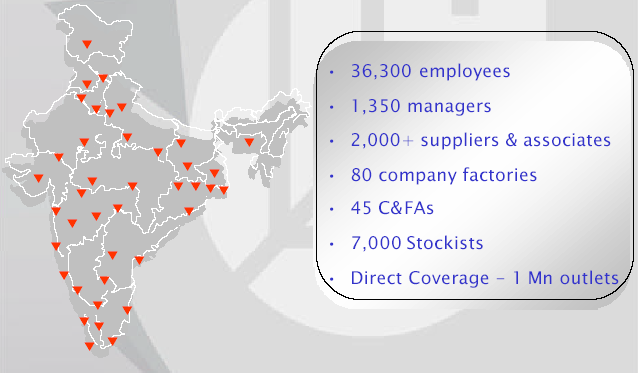 • 36,300 employees
• 1,350 managers
• 2,000+ suppliers & associates
• 80 company factories
• 45 C&FAs
• 7,000 Stockists
• Direct Coverage – 1 Mn outlets